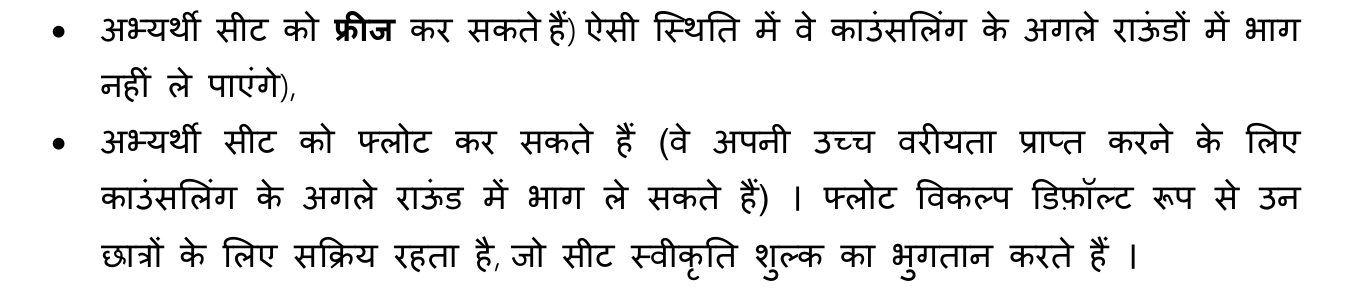 • अभ्यर्थी सीट को फ्रीज कर सकते हैं) ऐसी स्थिति में वे काउंसलिंग के अगले राऊंडों में भाग
नहीं ले पाएंगे),
• अभ्यर्थी सीट को फ्लोट कर सकते हैं (वे अपनी उच्च वरीयता प्राप्त करने के लिए
काउंसलिंग के अगले राऊंड में भाग ले सकते हैं) । फ्लोट विकल्प डिफ़ॉल्ट रूप से उन
छात्रों के लिए सक्रिय रहता है, जो सीट स्वीकृति शुल्क का भुगतान करते हैं ।